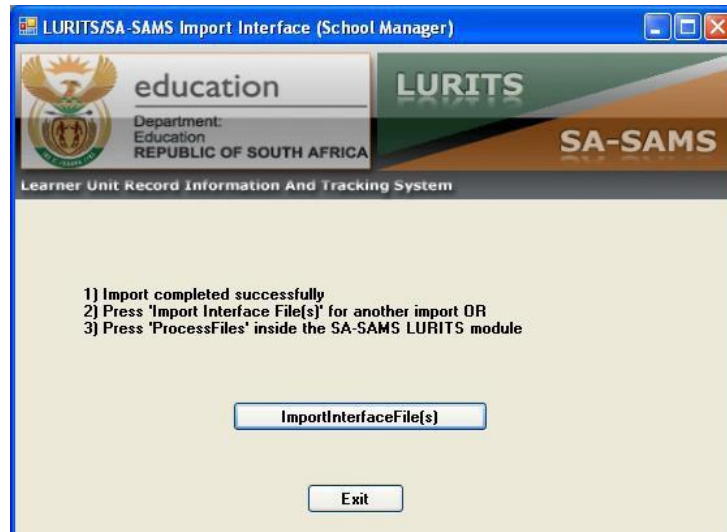 LURITS/SA-SAMS Import Interface (School Manager)
education
Department:
Education
REPUBLIC OF SOUTH AFRICA
LURITS
SA-SAMS
Learner Unit Record Information And Tracking System
1) Import completed successfully
2) Press 'Import Interface File(s)' for another import OR
3) Press 'ProcessFiles' inside the SA-SAMS LURITS module
ImportInterfaceFile(s)
Exit